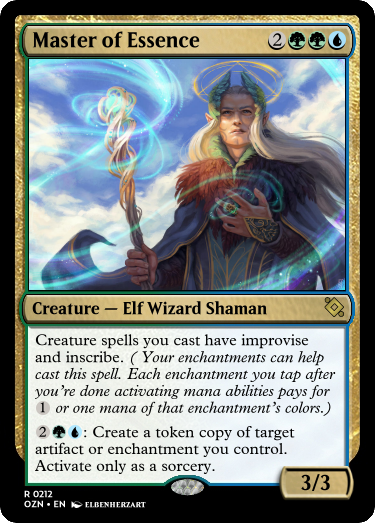 Master of Essence 2GGU
Creature — Elf Wizard Shaman
Creature spells you cast have improvise
and inscribe. ( Your enchantments can help
cast this spell. Each enchantment you tap after
you're done activating mana abilities pays for
1 or one mana of that enchantment's colors.)
2GU: Create a token copy of target
artifact or enchantment you control.
Activate only as a sorcery.
3/3
R 0212
OZN • EN ELBENHERZART